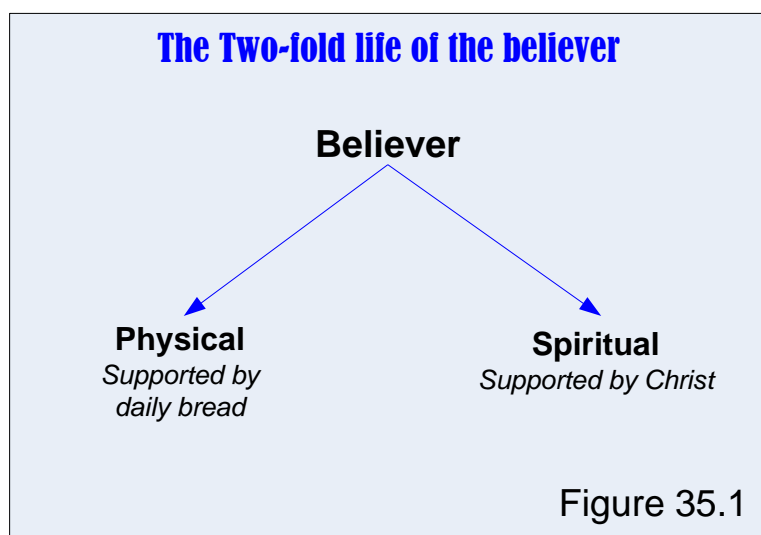 The Two-fold life of the believer
Believer
Physical
Supported by
daily bread
Spiritual
Supported by Christ
Figure 35.1